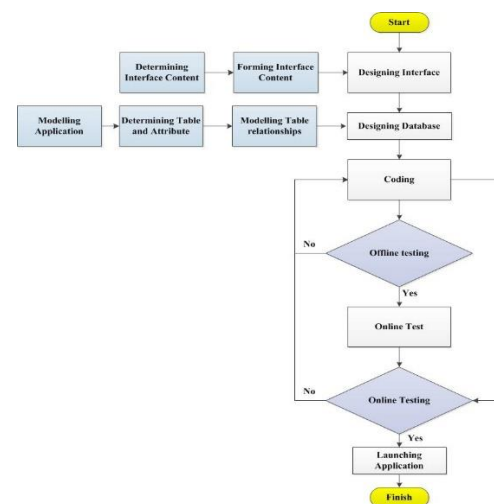 Start
Determining
Interface Content
Forming Interface
Content
Designing Interface
Modelling
Application
Determining Table
and Attribute
Modelling Table
relationships
Designing Database
Coding
No
Offline testing
Yes
Online Test
No
Online Testing
Yes
Launching
Application
Finish